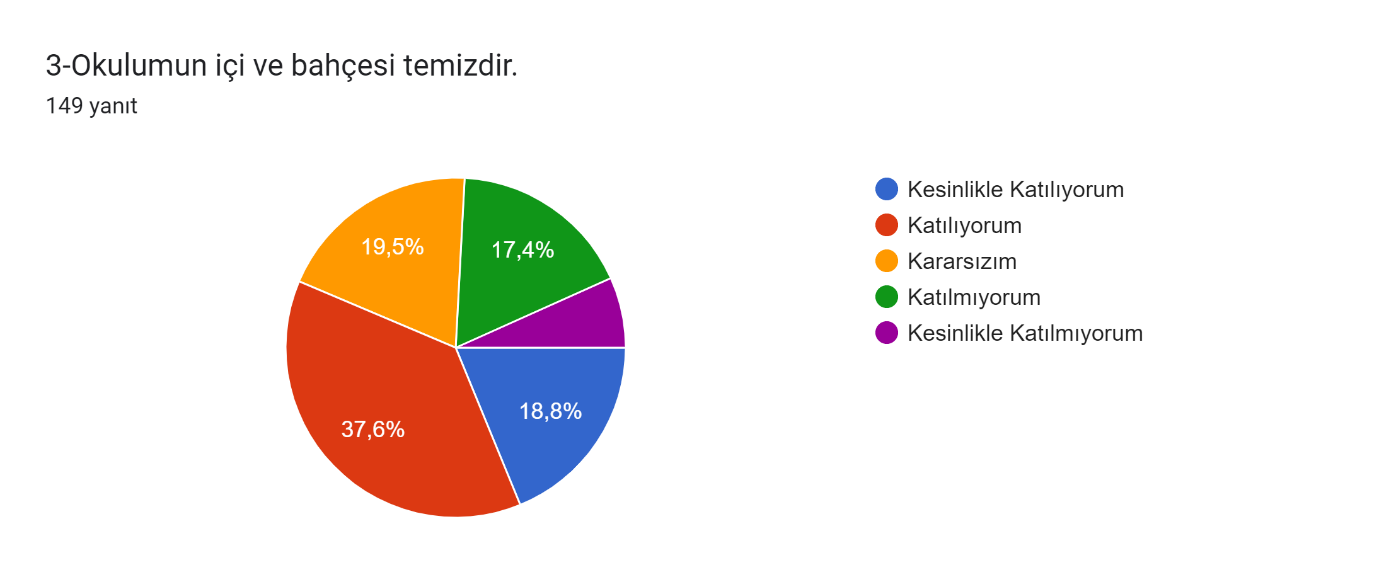 3-Okulumun içi ve bahçesi temizdir.
149 yanıt
19,5%
17,4%
37,6%
18,8%
Kesinlikle Katılıyorum
Katılıyorum
Kararsızım
Katılmıyorum
Kesinlikle Katılmıyorum